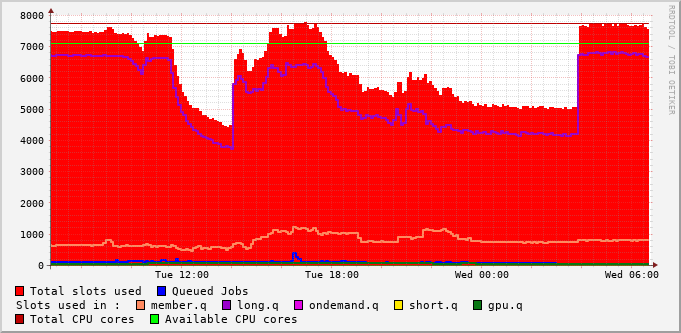 8000
7000
6000
5000
4000
3000
2000
1000
0
Tue 12:00 Tue 18:00 Wed 00:00 Wed 06:00
RRDTOOL / TOBI OETIKER
Total slots used Queued Jobs
Slots used in : member.q long.q ondemand.q short.q gpu.q
Total CPU cores Available CPU cores